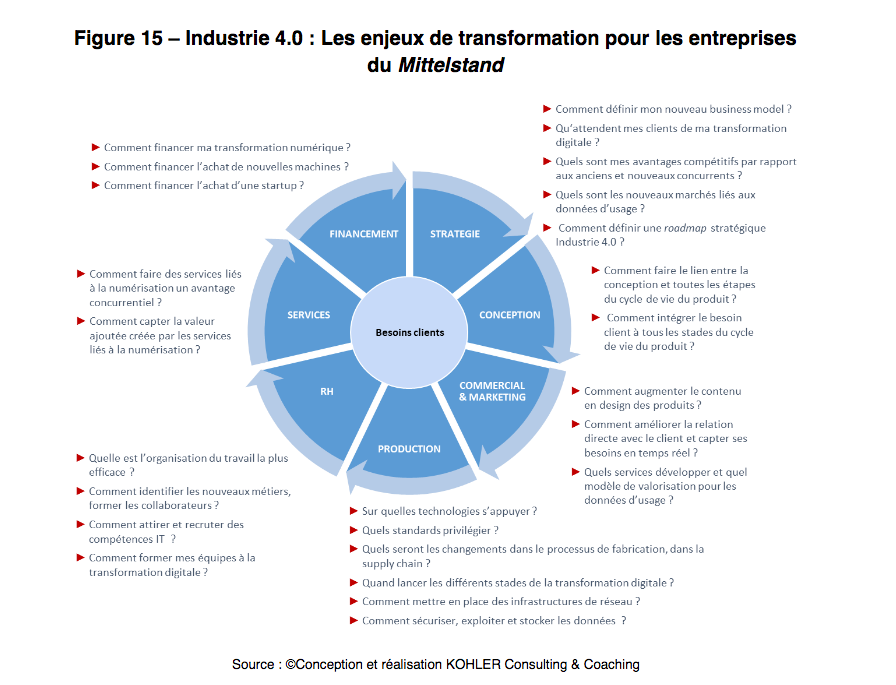 Figure 15 – Industrie 4.0 : Les enjeux de transformation pour les entreprises
du Mittelstand
► Comment financer ma transformation numérique ?
► Comment financer l'achat de nouvelles machines ?
► Comment financer l'achat d'une startup ?
► Comment définir mon nouveau business model ?
► Qu'attendent mes clients de ma transformation
digitale ?
► Quels sont mes avantages compétitifs par rapport
aux anciens et nouveaux concurrents ?
► Quels sont les nouveaux marchés liés aux
données d'usage ?
► Comment définir une roadmap stratégique
Industrie 4.0 ?
FINANCEMENT
STRATEGIE
► Comment faire des services liés
à la numérisation un avantage
concurrentiel ?
► Comment capter la valeur
ajoutée créée par les services
liés à la numérisation ?
SERVICES
Besoins clients
CONCEPTION
► Comment faire le lien entre la
conception et toutes les étapes
du cycle de vie du produit ?
► Comment intégrer le besoin
client à tous les stades du cycle
de vie du produit ?
RH
COMMERCIAL
& MARKETING
PRODUCTION
► Comment augmenter le contenu
en design des produits ?
► Comment améliorer la relation
directe avec le client et capter ses
besoins en temps réel ?
► Quels services développer et quel
modèle de valorisation pour les
données d'usage ?
► Quelle est l'organisation du travail la plus
efficace ?
► Comment identifier les nouveaux métiers,
former les collaborateurs ?
► Comment attirer et recruter des
compétences IT ?
► Comment former mes équipes à la
transformation digitale ?
► Sur quelles technologies s'appuyer ?
► Quels standards privilégier ?
► Quels seront les changements dans le processus de fabrication, dans la
supply chain ?
► Quand lancer les différents stades de la transformation digitale ?
► Comment mettre en place des infrastructures de réseau ?
► Comment sécuriser, exploiter et stocker les données ?
Source : ©Conception et réalisation KOHLER Consulting & Coaching